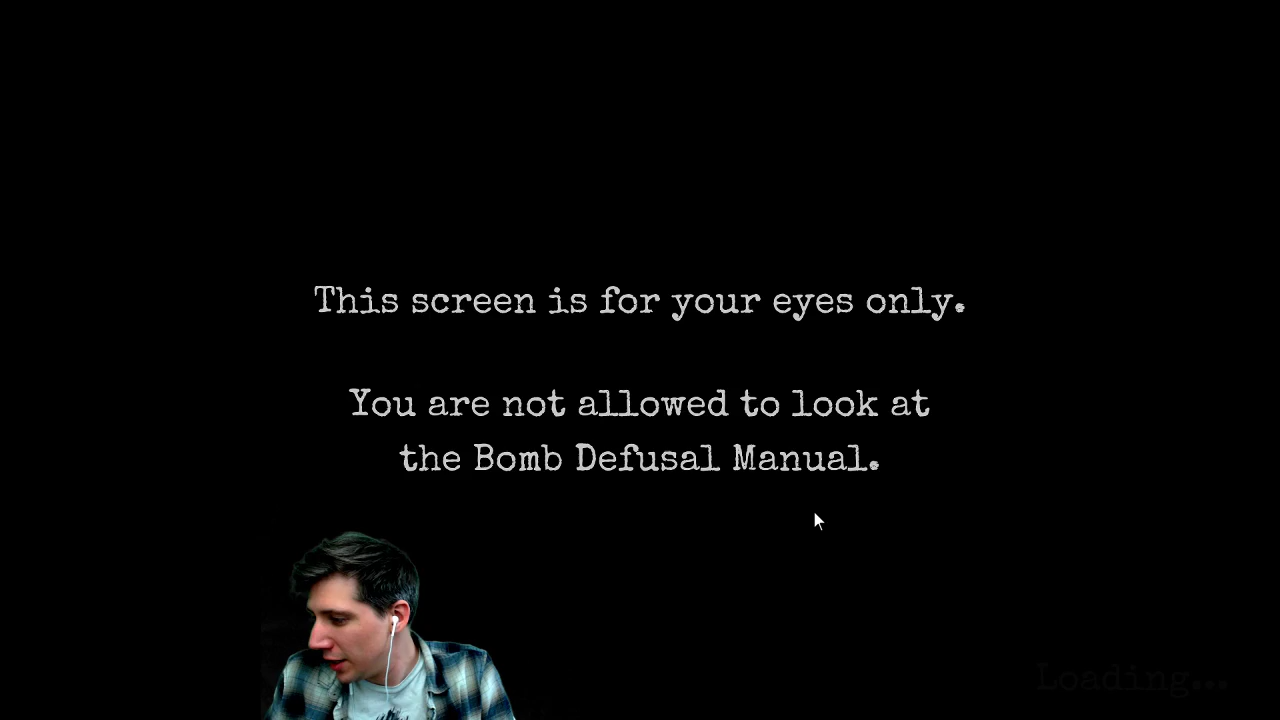 This screen is for your eyes only.
You are not allowed to look at
the Bomb Defusal Manual.
Loading...